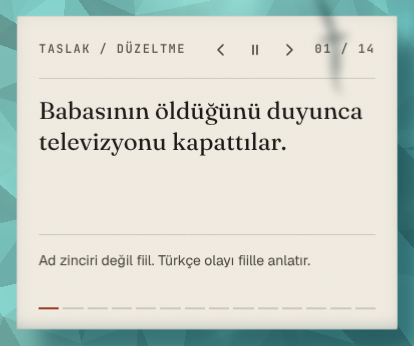 TASLAK / DÜZELTME 01 / 14
Babasının öldüğünü duyunca
televizyonu kapattılar.
Ad zinciri değil fiil. Türkçe olayı fiille anlatır.